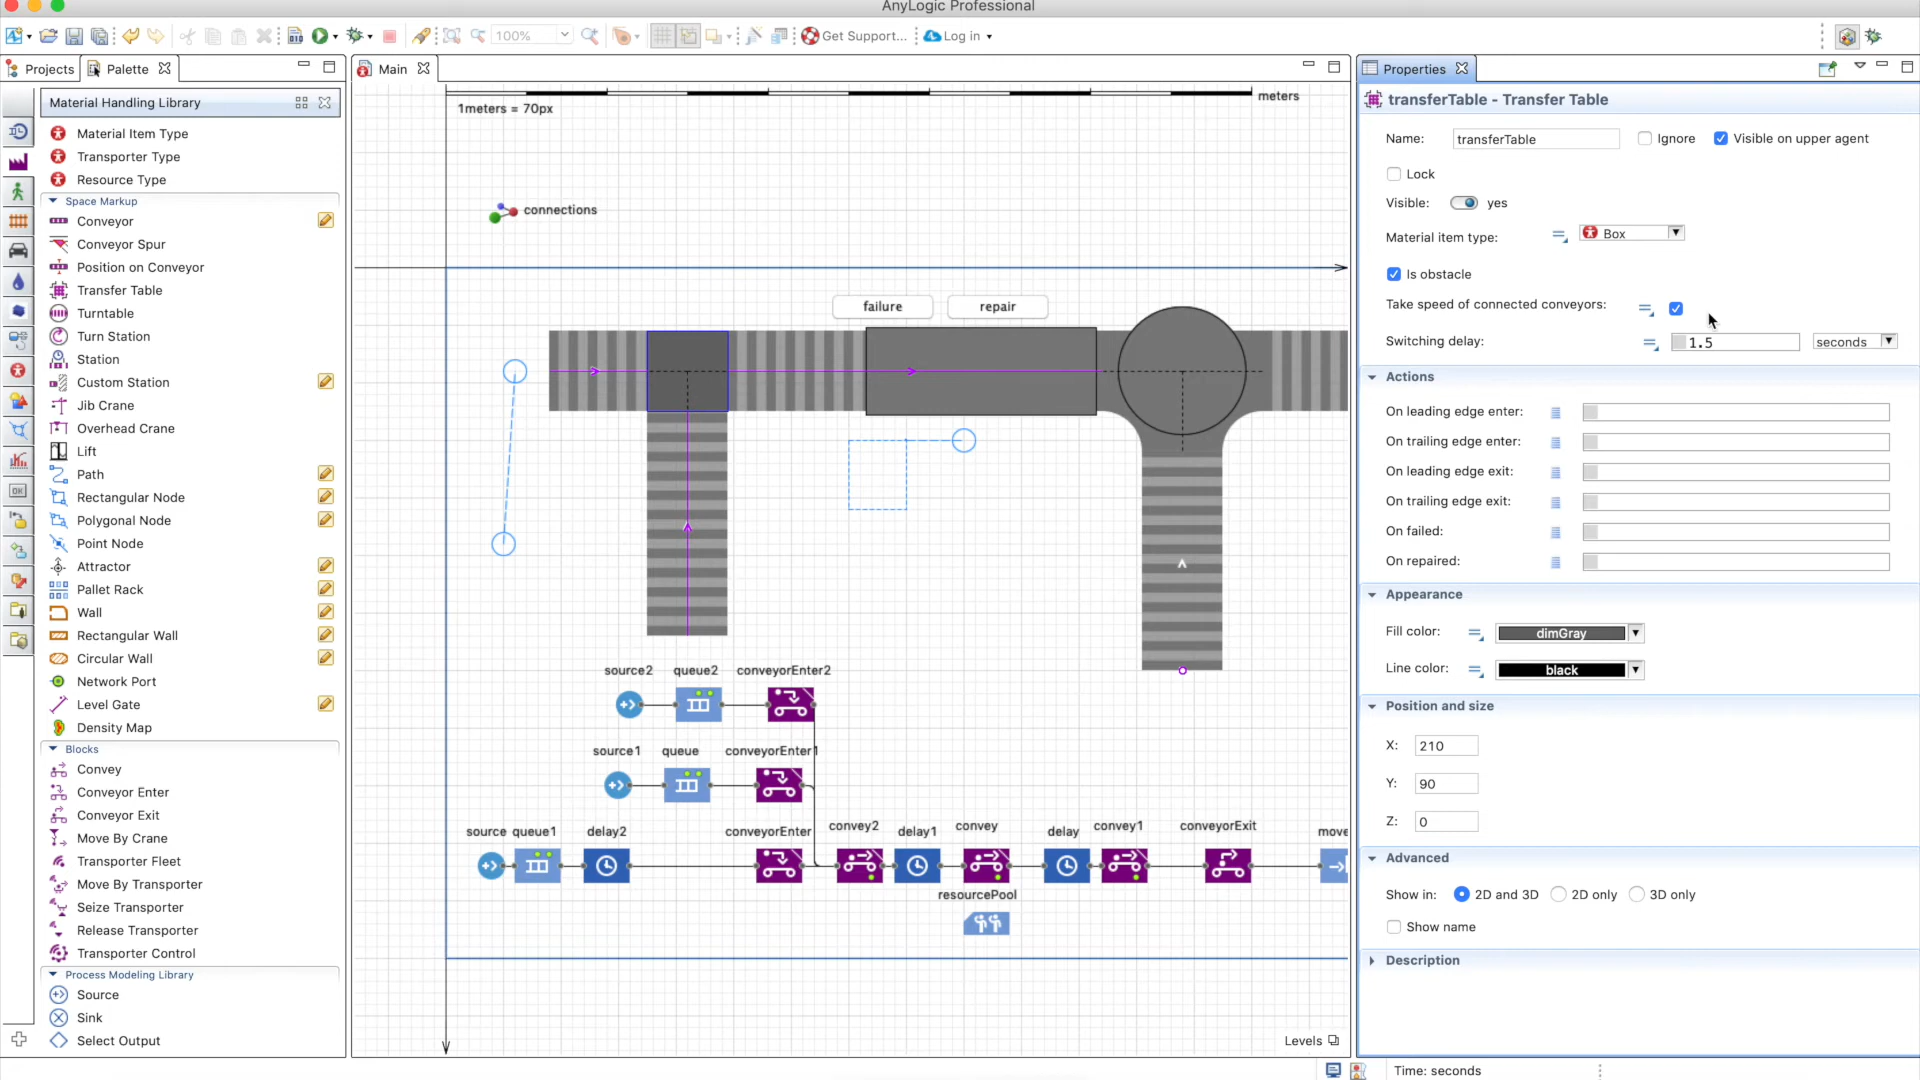 AnyLogic Professional
100%
Get Support...
Log in
Projects
Palette
Main
Properties
Material Handling Library
Material Item Type
Transporter Type
Resource Type
Space Markup
Conveyor
Conveyor Spur
Position on Conveyor
Transfer Table
Turntable
Turn Station
Station
Custom Station
Jib Crane
Overhead Crane
Lift
Path
Rectangular Node
Polygonal Node
Point Node
Attractor
Pallet Rack
Wall
Rectangular Wall
Circular Wall
Network Port
Level Gate
Density Map
Blocks
Convey
Conveyor Enter
Conveyor Exit
Move By Crane
Transporter Fleet
Move By Transporter
Seize Transporter
Release Transporter
Transporter Control
Process Modeling Library
Source
Sink
Select Output
OK
meters
1meters = 70px
connections
failure
repair
source2 queue2 conveyorEnter2
source1 queue conveyorEnter1
source queue1 delay2 conveyorEnter convey2 delay1 convey delay convey1 conveyorExit move
resourcePool
Levels
transferTable - Transfer Table
Name: transferTable Ignore Visible on upper agent
Lock
Visible: yes
Material item type: Box
Is obstacle
Take speed of connected conveyors:
Switching delay: 1.5 seconds
Actions
On leading edge enter:
On trailing edge enter:
On leading edge exit:
On trailing edge exit:
On failed:
On repaired:
Appearance
Fill color: dimGray
Line color: black
Position and size
X: 210
Y: 90
Z: 0
Advanced
Show in: 2D and 3D 2D only 3D only
Show name
Description
Time: seconds